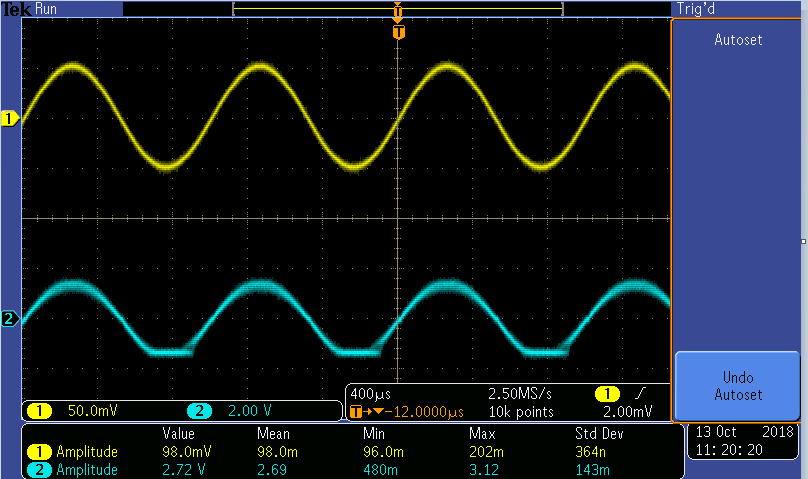 Tek Run Trig'd
T
T
Autoset
1
2
Undo
Autoset
1 50.0mV 2 2.00 V
400µs 2.50MS/s 1
T→▼-12.0000µs 10k points 2.00mV
Value Mean Min Max Std Dev
1 Amplitude 98.0mV 98.0m 96.0m 202m 364n
2 Amplitude 2.72 V 2.69 480m 3.12 143m
13 Oct 2018
11:20:20